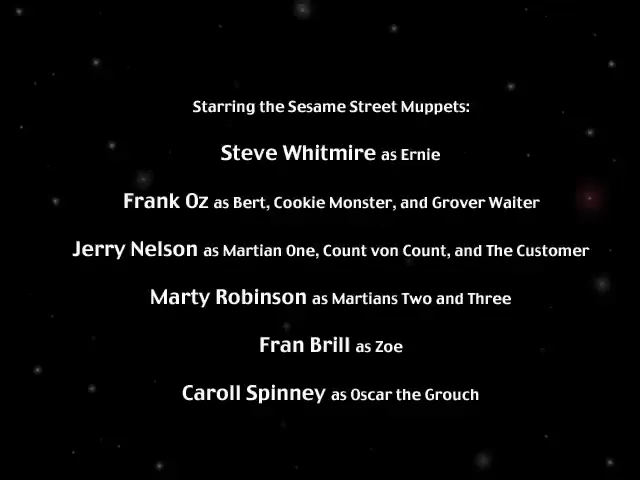 Starring the Sesame Street Muppets:
Steve Whitmire as Ernie
Frank Oz as Bert, Cookie Monster, and Grover Waiter
Jerry Nelson as Martian One, Count von Count, and The Customer
Marty Robinson as Martians Two and Three
Fran Brill as Zoe
Caroll Spinney as Oscar the Grouch